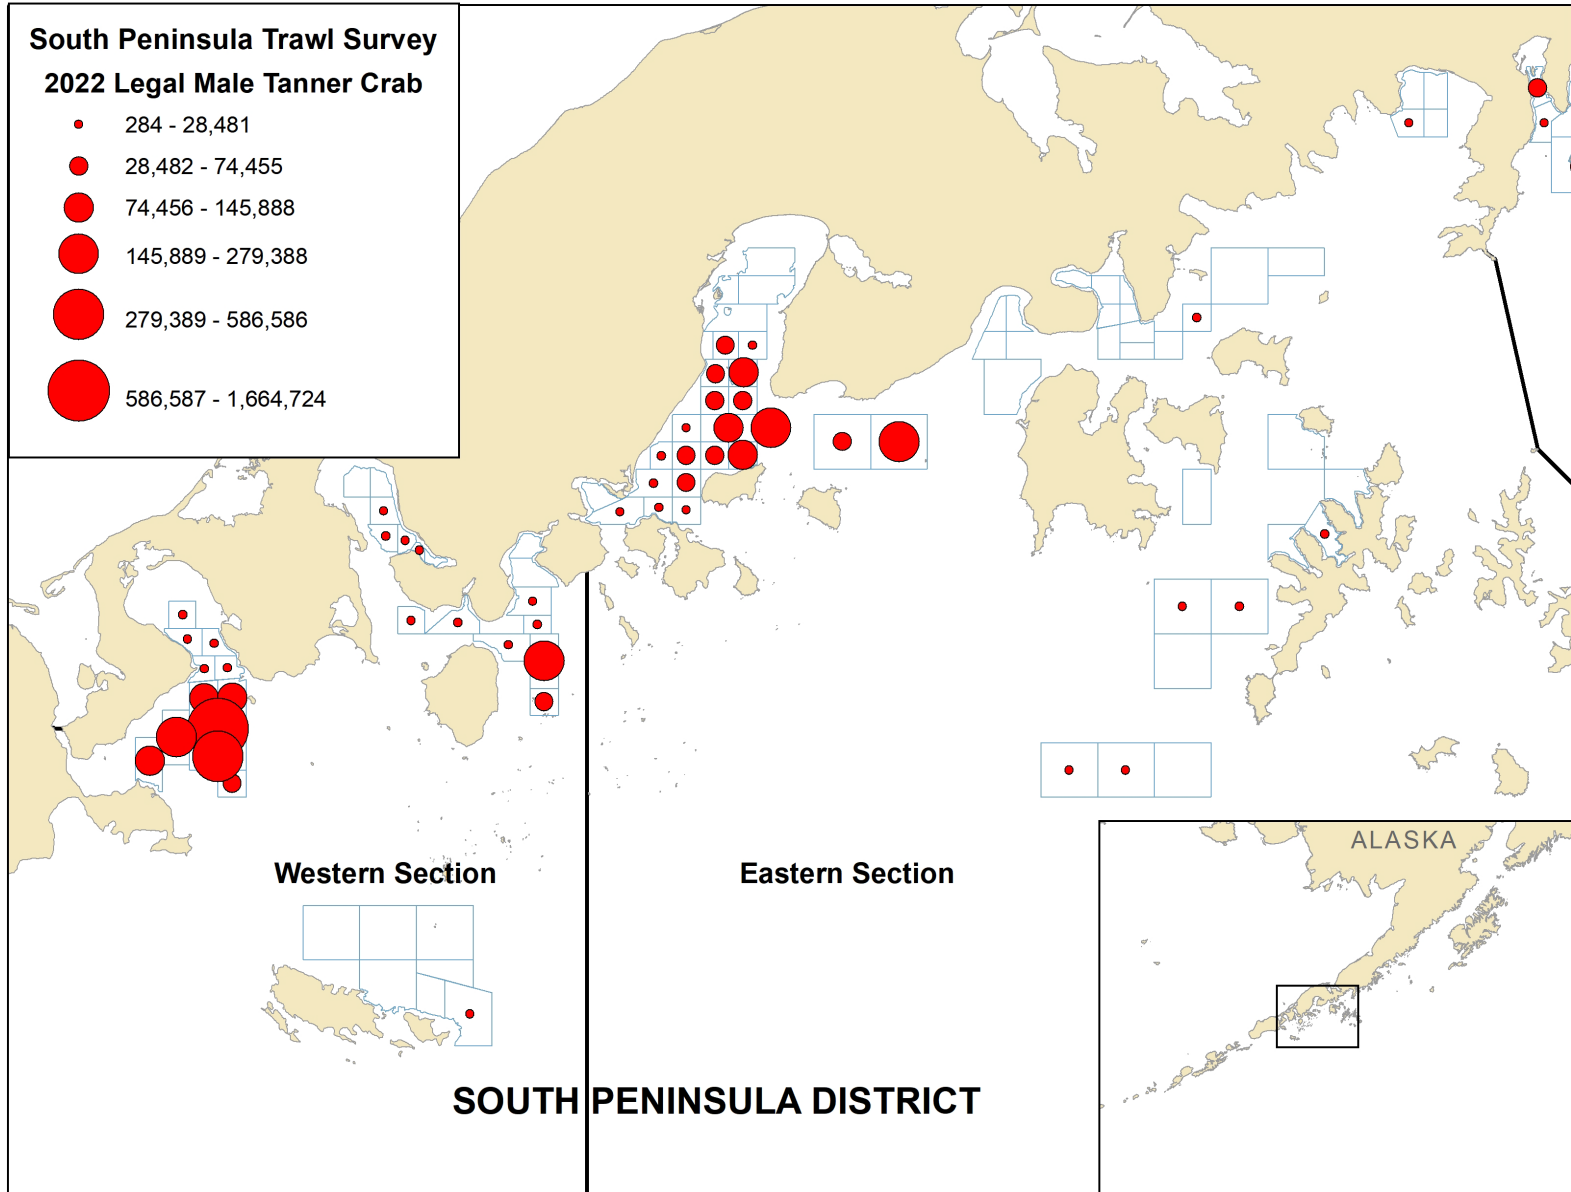 South Peninsula Trawl Survey
2022 Legal Male Tanner Crab
284 - 28,481
28,482 - 74,455
74,456 - 145,888
145,889 - 279,388
279,389 - 586,586
586,587 - 1,664,724
ALASKA
Western Section
Eastern Section
SOUTH PENINSULA DISTRICT